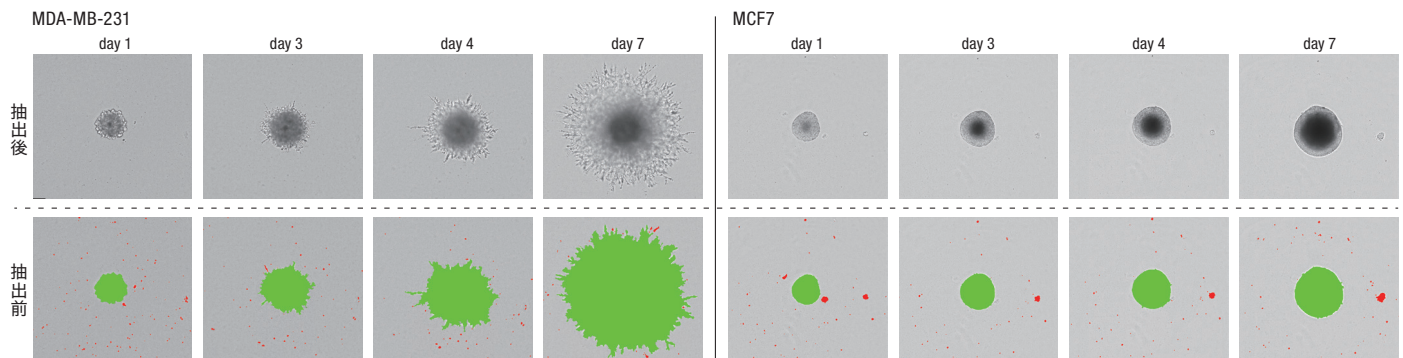 MDA-MB-231
day 1 day 3 day 4 day 7
MCF7
day 1 day 3 day 4 day 7
抽出後
抽出前